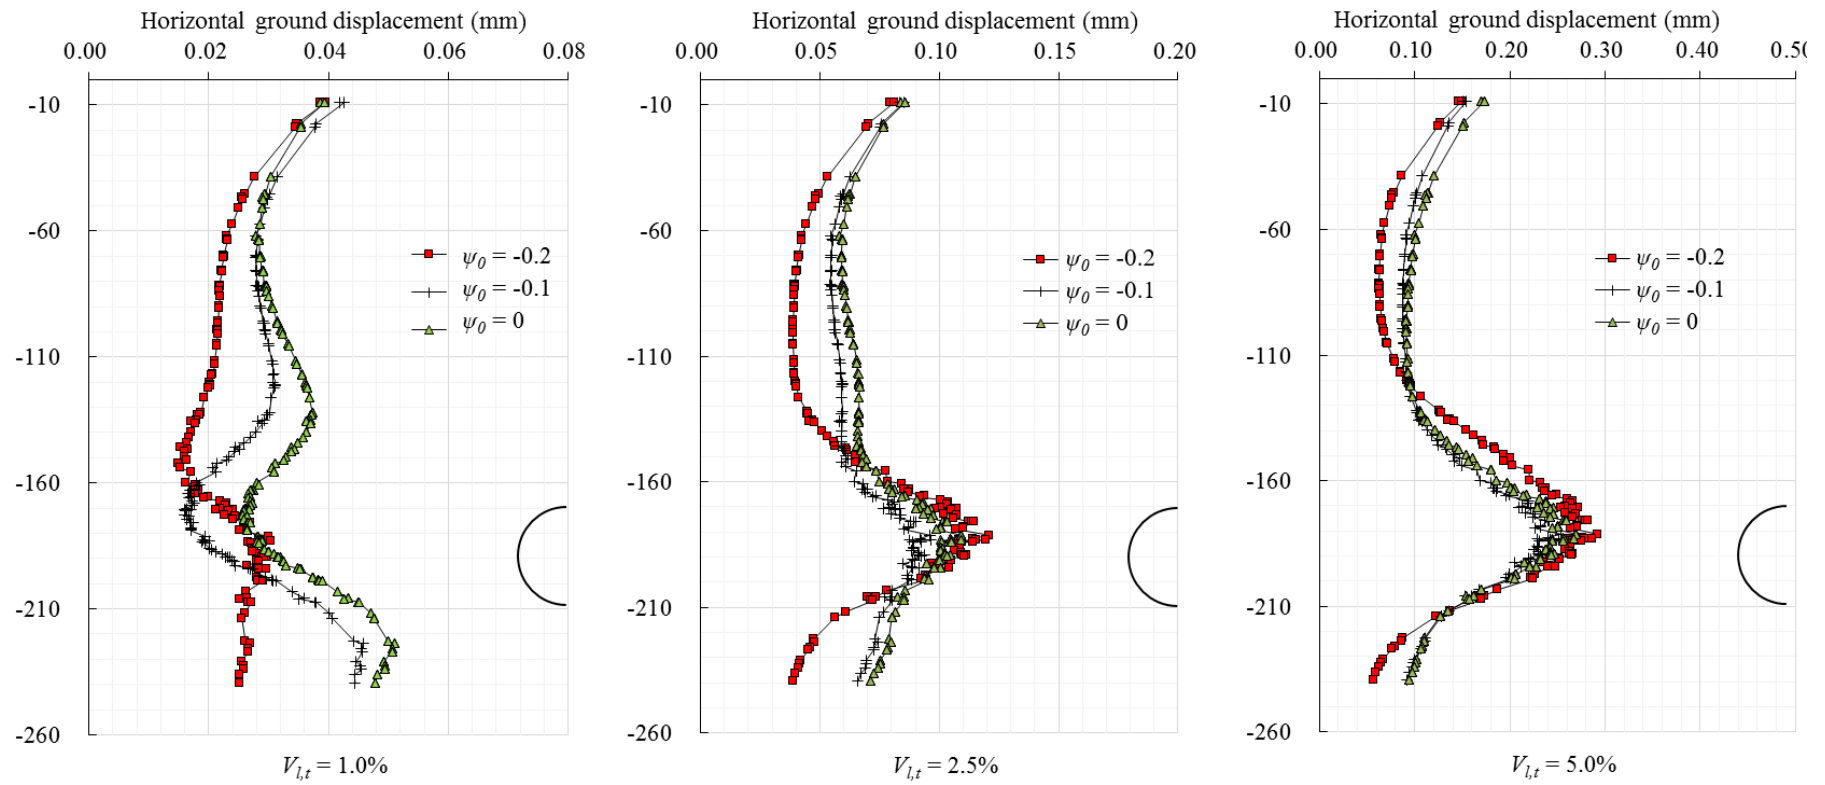 Horizontal ground displacement (mm)
0.00 0.02 0.04 0.06 0.08
-10
-60
-110
-160
-210
-260
ψ0 = -0.2
ψ0 = -0.1
ψ0 = 0
Vl,t = 1.0%
Horizontal ground displacement (mm)
0.00 0.05 0.10 0.15 0.20
-10
-60
-110
-160
-210
-260
ψ0 = -0.2
ψ0 = -0.1
ψ0 = 0
Vl,t = 2.5%
Horizontal ground displacement (mm)
0.00 0.10 0.20 0.30 0.40 0.50
-10
-60
-110
-160
-210
-260
ψ0 = -0.2
ψ0 = -0.1
ψ0 = 0
Vl,t = 5.0%